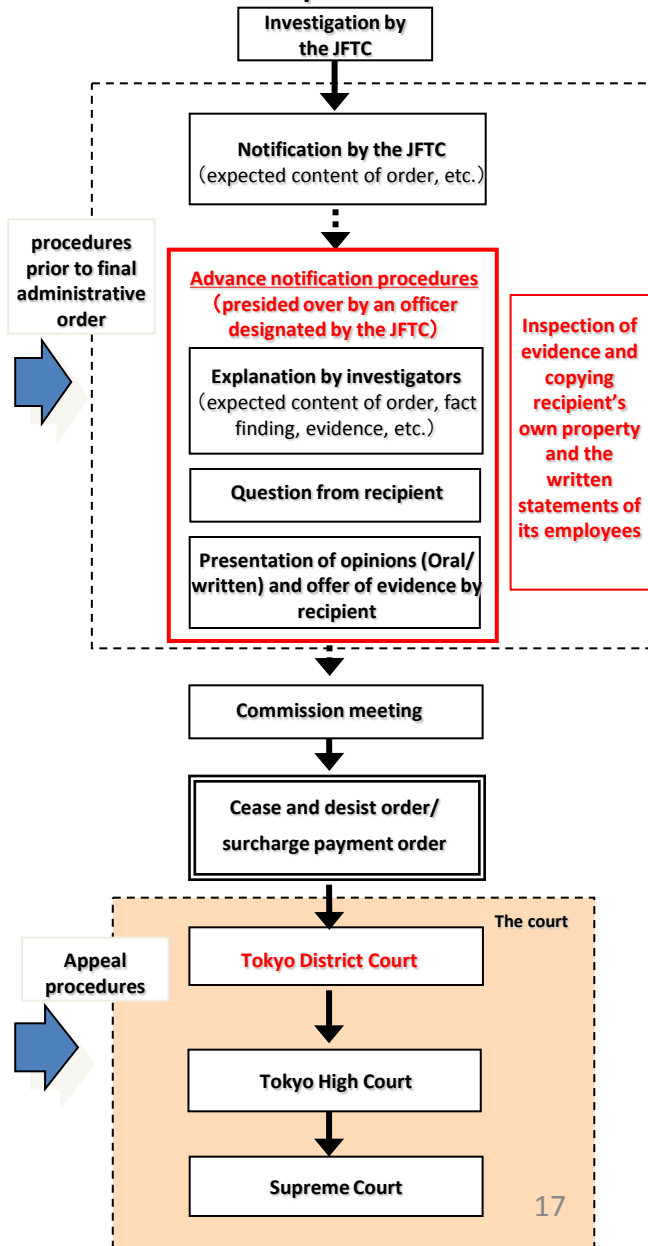 Investigation by
the JFTC
Notification by the JFTC
（expected content of order, etc.）
procedures
prior to final
administrative
order
Advance notification procedures
（presided over by an officer
designated by the JFTC）
Explanation by investigators
（expected content of order, fact
finding, evidence, etc.）
Question from recipient
Presentation of opinions (Oral/
written) and offer of evidence by
recipient
Inspection of
evidence and
copying
recipient's
own property
and the
written
statements of
its employees
Commission meeting
Cease and desist order/
surcharge payment order
The court
Appeal
procedures
Tokyo District Court
Tokyo High Court
Supreme Court
17